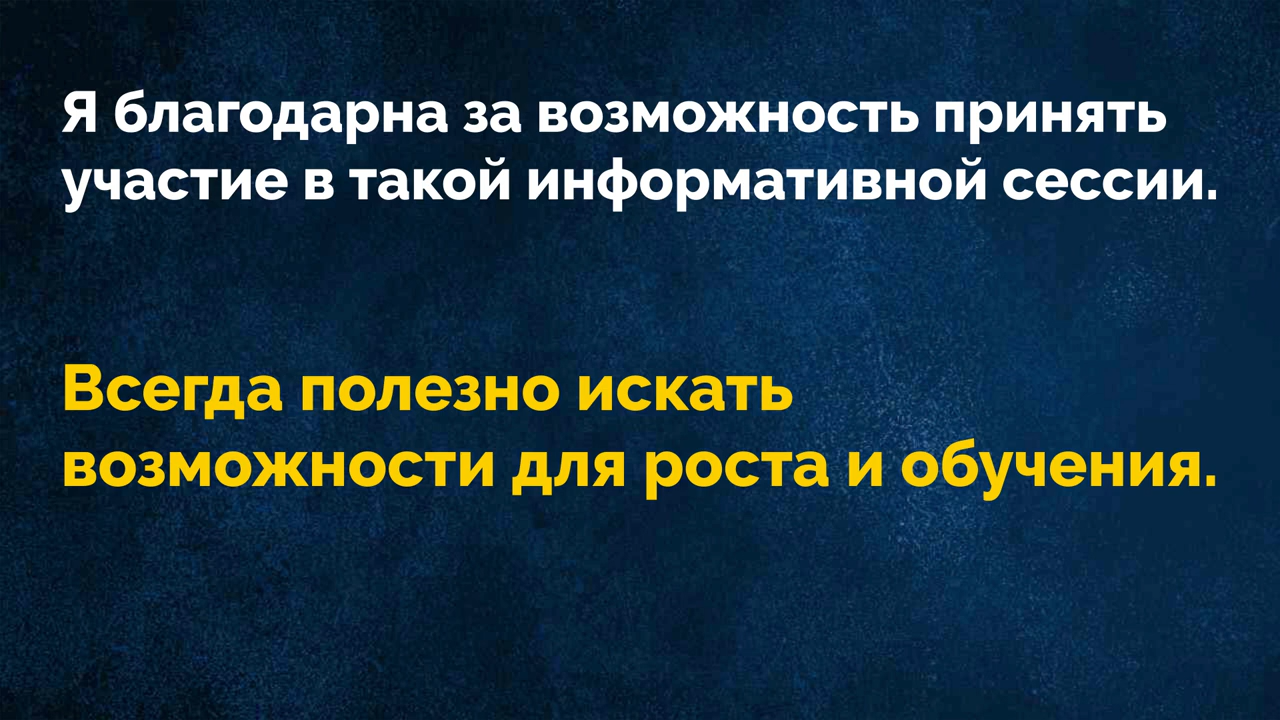 Я благодарна за возможность принять
участие в такой информативной сессии.
Всегда полезно искать
возможности для роста и обучения.